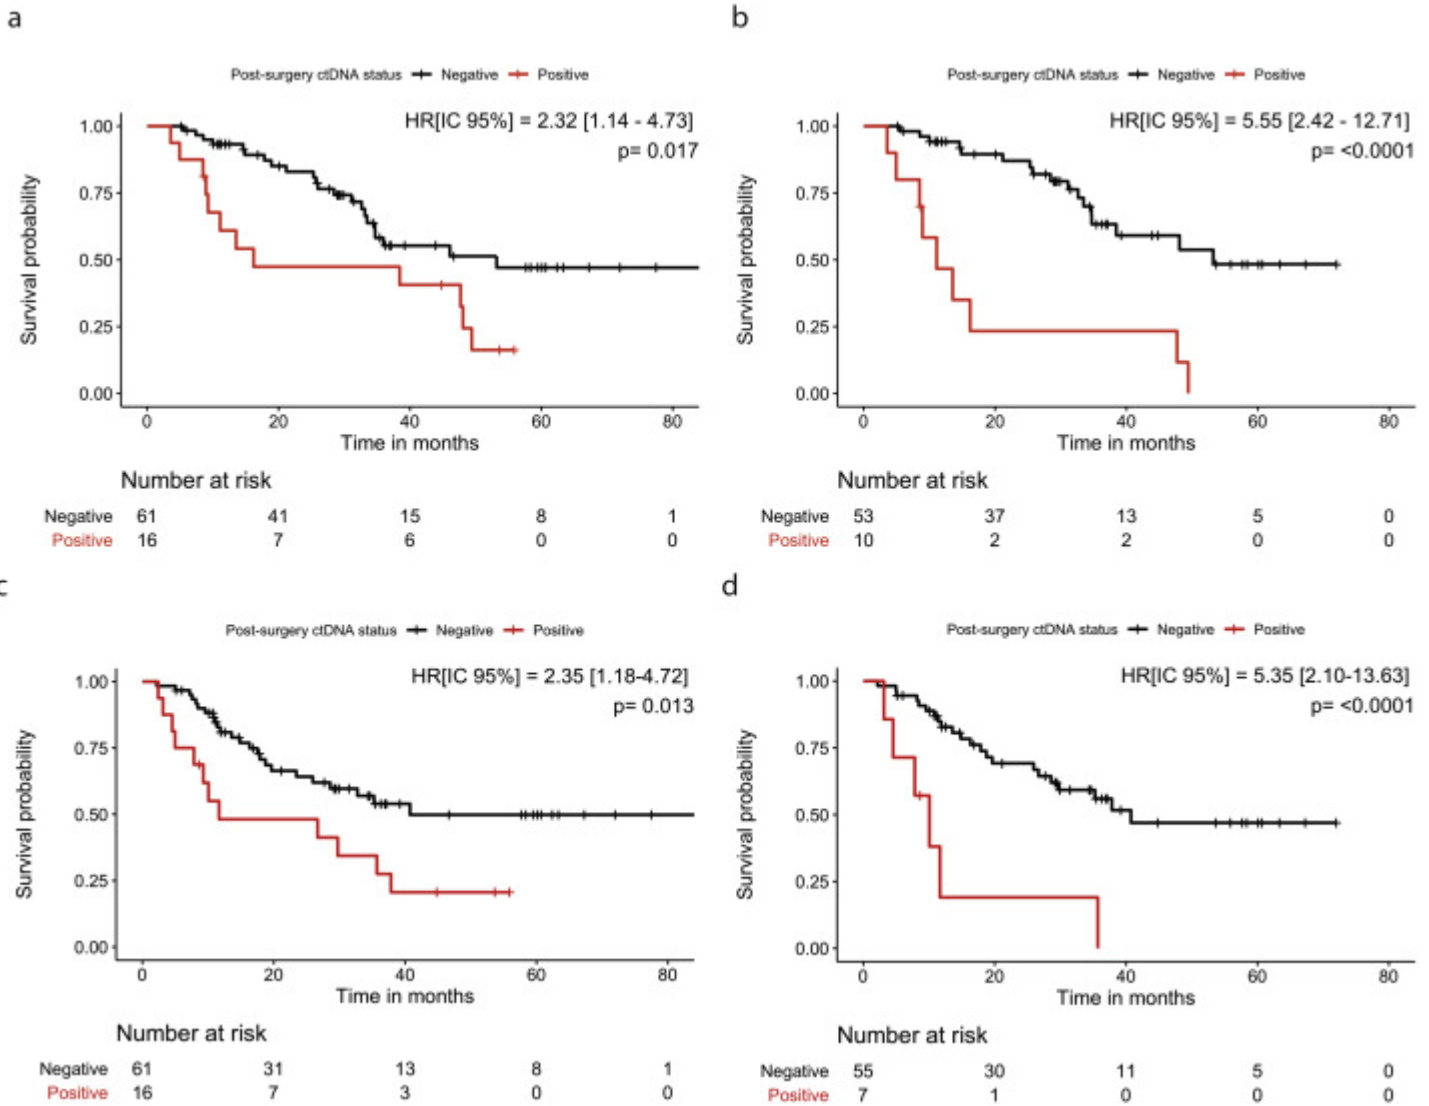 a
Post-surgery ctDNA status Negative Positive
HR[IC 95%] = 2.32 [1.14 - 4.73]
p= 0.017
Survival probability
1.00
0.75
0.50
0.25
0.00
0 20 40 60 80
Time in months
Number at risk
Negative 61 41 15 8 1
Positive 16 7 6 0 0
b
Post-surgery ctDNA status Negative Positive
HR[IC 95%] = 5.55 [2.42 - 12.71]
p= <0.0001
Survival probability
1.00
0.75
0.50
0.25
0.00
0 20 40 60 80
Time in months
Number at risk
Negative 53 37 13 5 0
Positive 10 2 2 0 0
c
Post-surgery ctDNA status Negative Positive
HR[IC 95%] = 2.35 [1.18-4.72]
p= 0.013
Survival probability
1.00
0.75
0.50
0.25
0.00
0 20 40 60 80
Time in months
Number at risk
Negative 61 31 13 8 1
Positive 16 7 3 0 0
d
Post-surgery ctDNA status Negative Positive
HR[IC 95%] = 5.35 [2.10-13.63]
p= <0.0001
Survival probability
1.00
0.75
0.50
0.25
0.00
0 20 40 60 80
Time in months
Number at risk
Negative 55 30 11 5 0
Positive 7 1 0 0 0